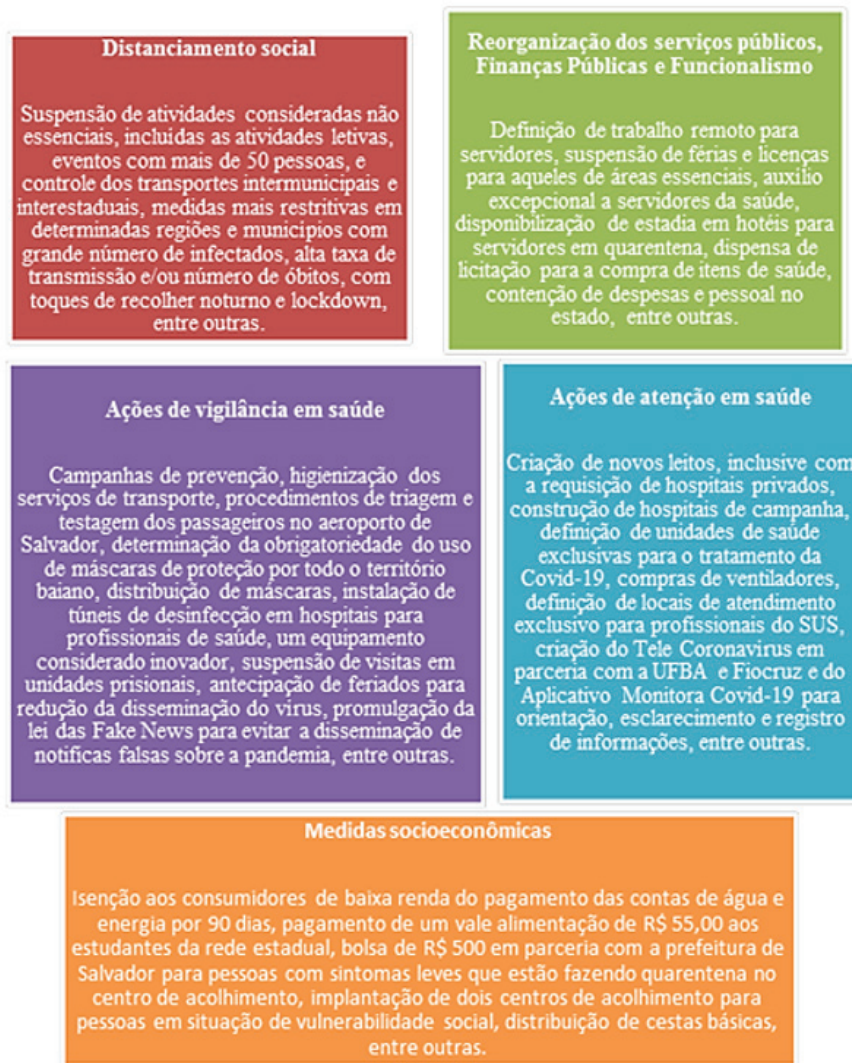 Distanciamento social
Suspensão de atividades consideradas não
essenciais, incluídas as atividades letivas,
eventos com mais de 50 pessoas, e
controle dos transportes intermunicipais e
interestaduais, medidas mais restritivas em
determinadas regiões e municípios com
grande número de infectados, alta taxa de
transmissão e/ou número de óbitos, com
toques de recolher noturno e lockdown,
entre outras.
Reorganização dos serviços públicos,
Finanças Públicas e Funcionalismo
Definição de trabalho remoto para
servidores, suspensão de férias e licenças
para aqueles de áreas essenciais, auxílio
excepcional a servidores da saúde,
disponibilização de estadia em hotéis para
servidores em quarentena, dispensa de
licitação para a compra de itens de saúde,
contenção de despesas e pessoal no
estado, entre outras.
Ações de vigilância em saúde
Campanhas de prevenção, higienização dos
serviços de transporte, procedimentos de triagem e
testagem dos passageiros no aeroporto de
Salvador, determinação da obrigatoriedade do uso
de máscaras de proteção por todo o território
baiano, distribuição de máscaras, instalação de
túneis de desinfecção em hospitais para
profissionais de saúde, um equipamento
considerado inovador, suspensão de visitas em
unidades prisionais, antecipação de feriados para
redução da disseminação do vírus, promulgação da
lei das Fake News para evitar a disseminação de
notíficas falsas sobre a pandemia, entre outras.
Ações de atenção em saúde
Criação de novos leitos, inclusive com
a requisição de hospitais privados,
construção de hospitais de campanha,
definição de unidades de saúde
exclusivas para o tratamento da
Covid-19, compras de ventiladores,
definição de locais de atendimento
exclusivo para profissionais do SUS,
criação do Tele Coronavírus em
parceria com a UFBA e Fiocruz e do
Aplicativo Monitora Covid-19 para
orientação, esclarecimento e registro
de informações, entre outras.
Medidas socioeconômicas
Isenção aos consumidores de baixa renda do pagamento das contas de água e
energia por 90 dias, pagamento de um vale alimentação de R$ 55,00 aos
estudantes da rede estadual, bolsa de R$ 500 em parceria com a prefeitura de
Salvador para pessoas com sintomas leves que estão fazendo quarentena no
centro de acolhimento, implantação de dois centros de acolhimento para
pessoas em situação de vulnerabilidade social, distribuição de cestas básicas,
entre outras.